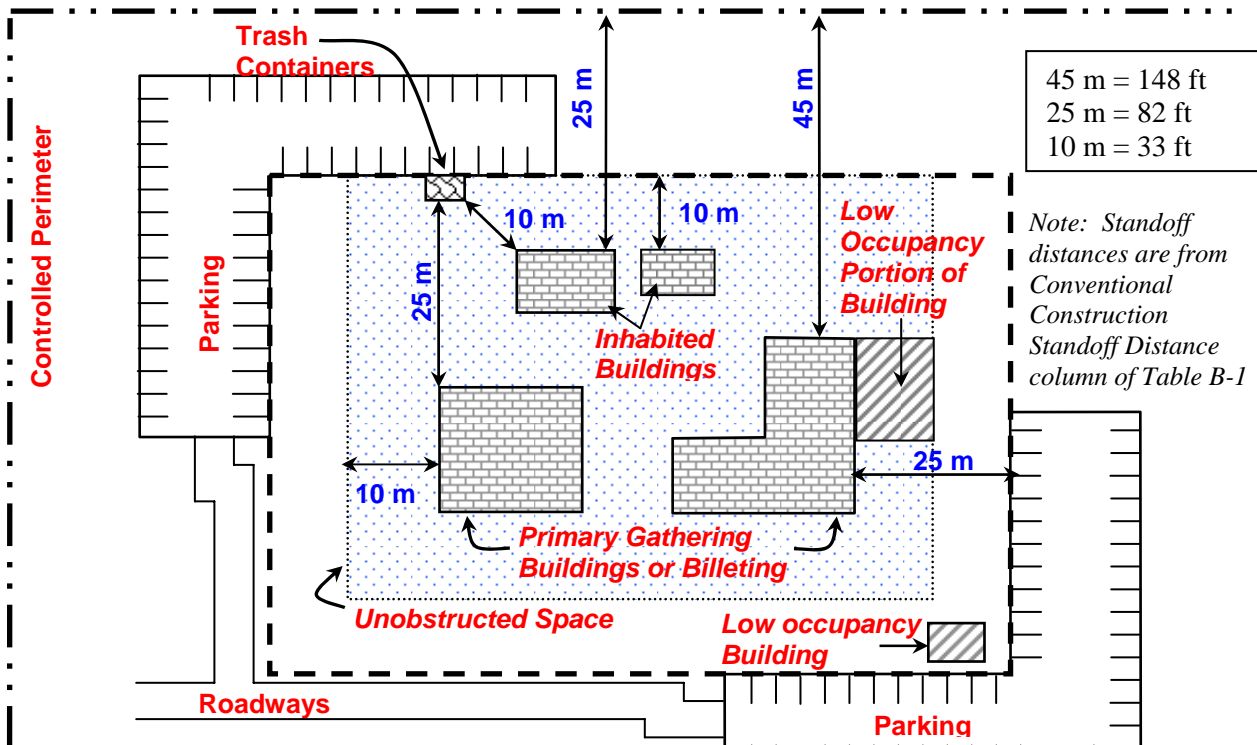 Trash
Containers
25 m
45 m
45 m = 148 ft
25 m = 82 ft
10 m = 33 ft
Controlled Perimeter
Parking
10 m
10 m
Low
Occupancy
Portion of
Building
Note: Standoff
distances are from
Conventional
Construction
Standoff Distance
column of Table B-1
25 m
Inhabited
Buildings
10 m
25 m
Primary Gathering
Buildings or Billeting
Unobstructed Space
Low occupancy
Building
Roadways
Parking